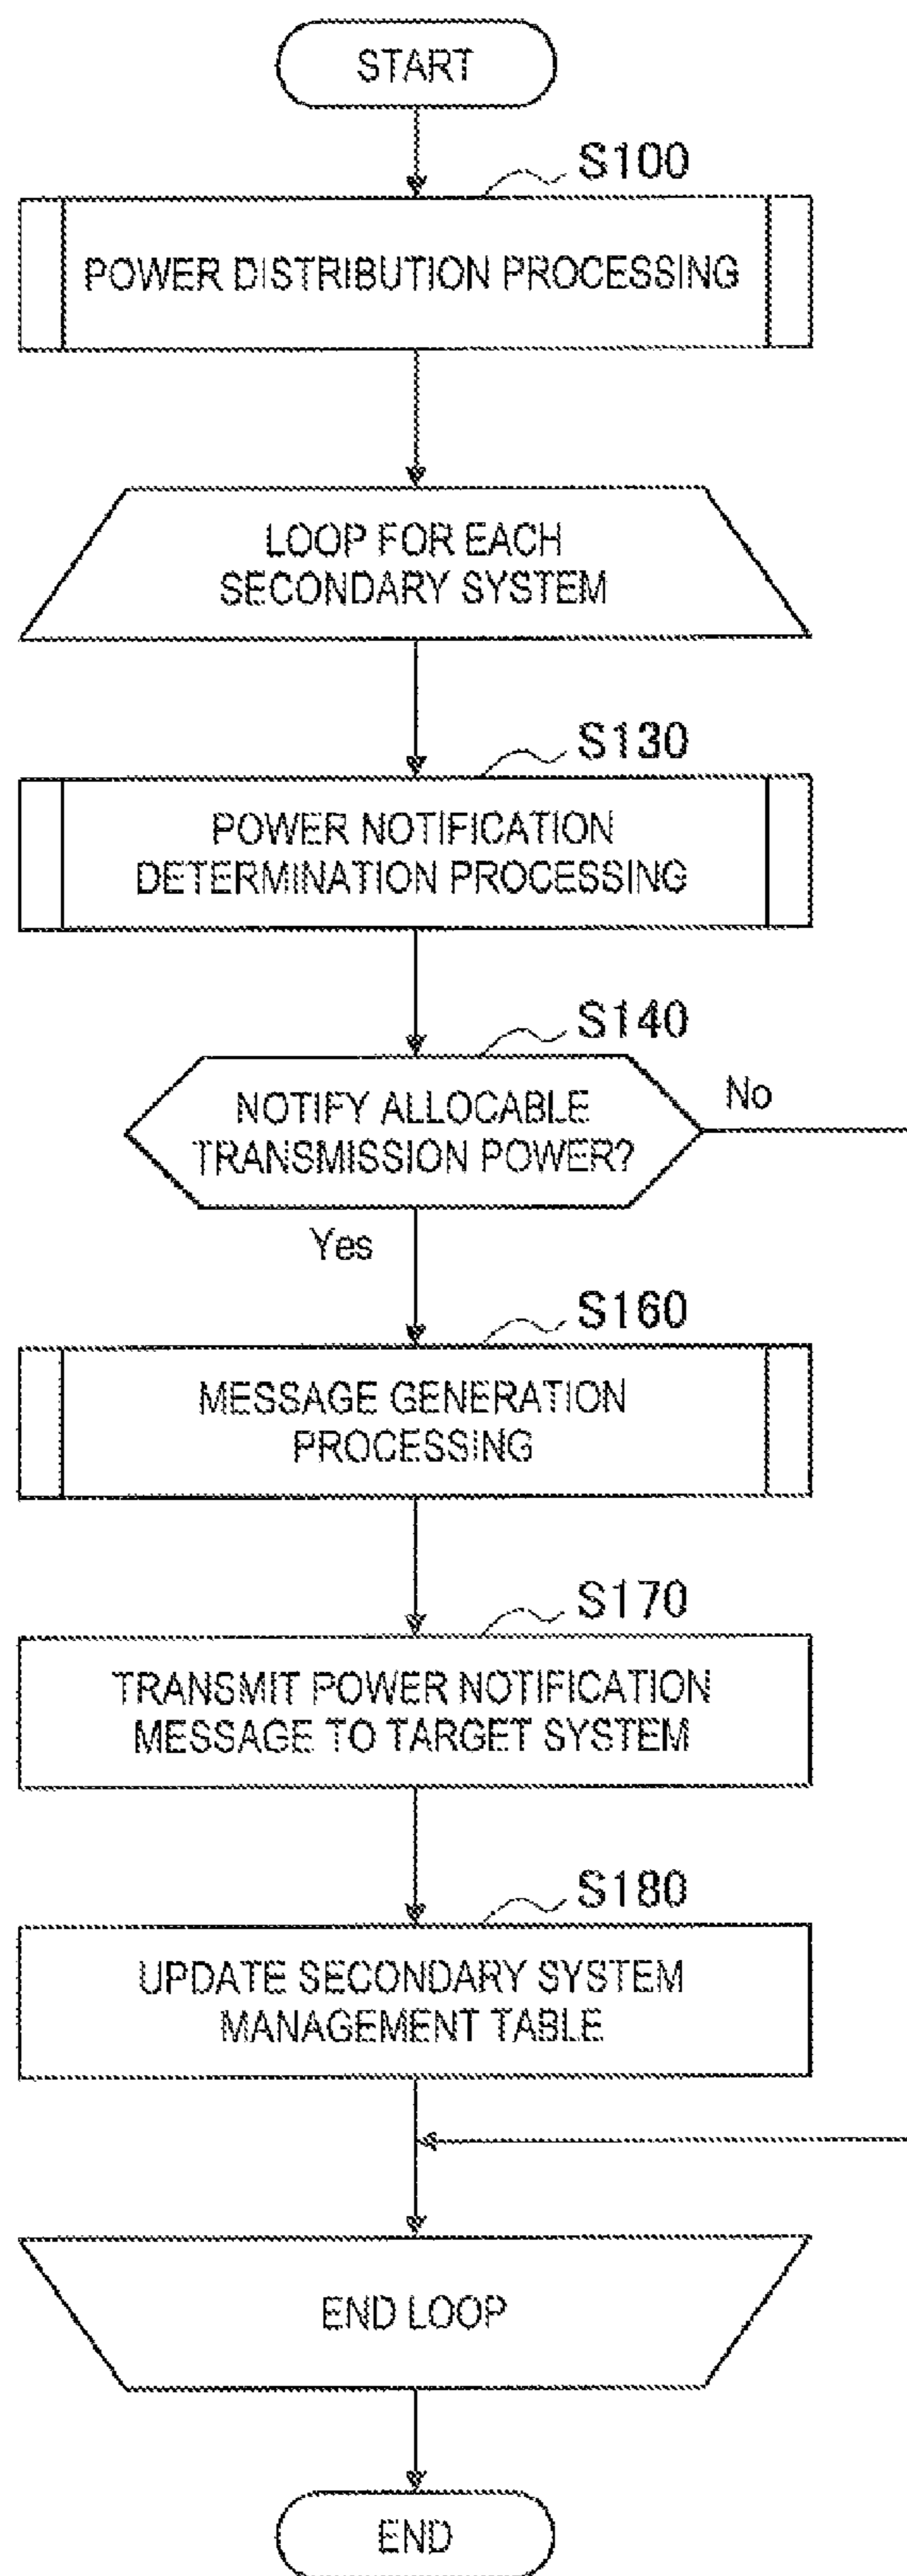 START
S100
POWER DISTRIBUTION PROCESSING
LOOP FOR EACH
SECONDARY SYSTEM
S130
POWER NOTIFICATION
DETERMINATION PROCESSING
S140
NOTIFY ALLOCABLE
TRANSMISSION POWER?
No
Yes
S160
MESSAGE GENERATION
PROCESSING
S170
TRANSMIT POWER NOTIFICATION
MESSAGE TO TARGET SYSTEM
S180
UPDATE SECONDARY SYSTEM
MANAGEMENT TABLE
END LOOP
END